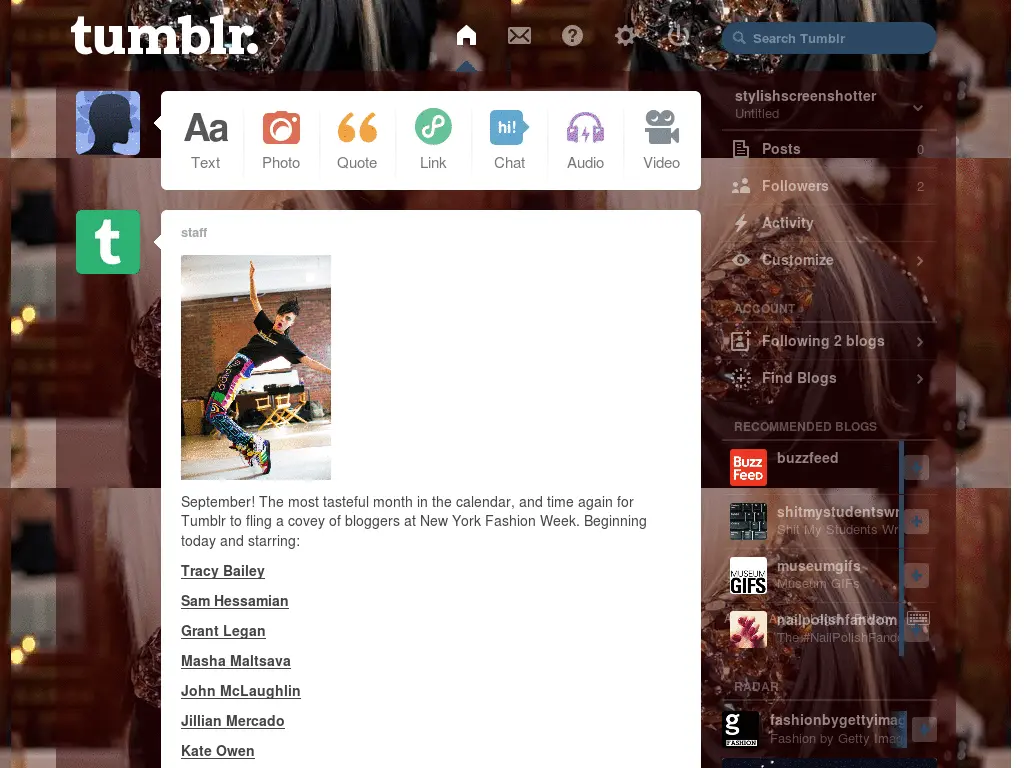 tumblr.
?
Search Tumblr
Aa
Text
Photo
Quote
Link
hi!
Chat
Audio
Video
t
staff
September! The most tasteful month in the calendar, and time again for
Tumblr to fling a covey of bloggers at New York Fashion Week. Beginning
today and starring:
Tracy Bailey
Sam Hessamian
Grant Legan
Masha Maltsava
John McLaughlin
Jillian Mercado
Kate Owen
stylishscreenshotter
Untitled
Posts 0
Followers 2
Activity
Customize
ACCOUNT
Following 2 blogs
Find Blogs
RECOMMENDED BLOGS
BUZZ
FEED
buzzfeed
shitmystudentswr
Shit My Students Wr
MUSEUM
GIFS
museumgifs
Museum GIFs
nailpolishfandom
The #NailPolishFand
RADAR
g
FASHION
fashionbygettyimag
Fashion by Getty Imag